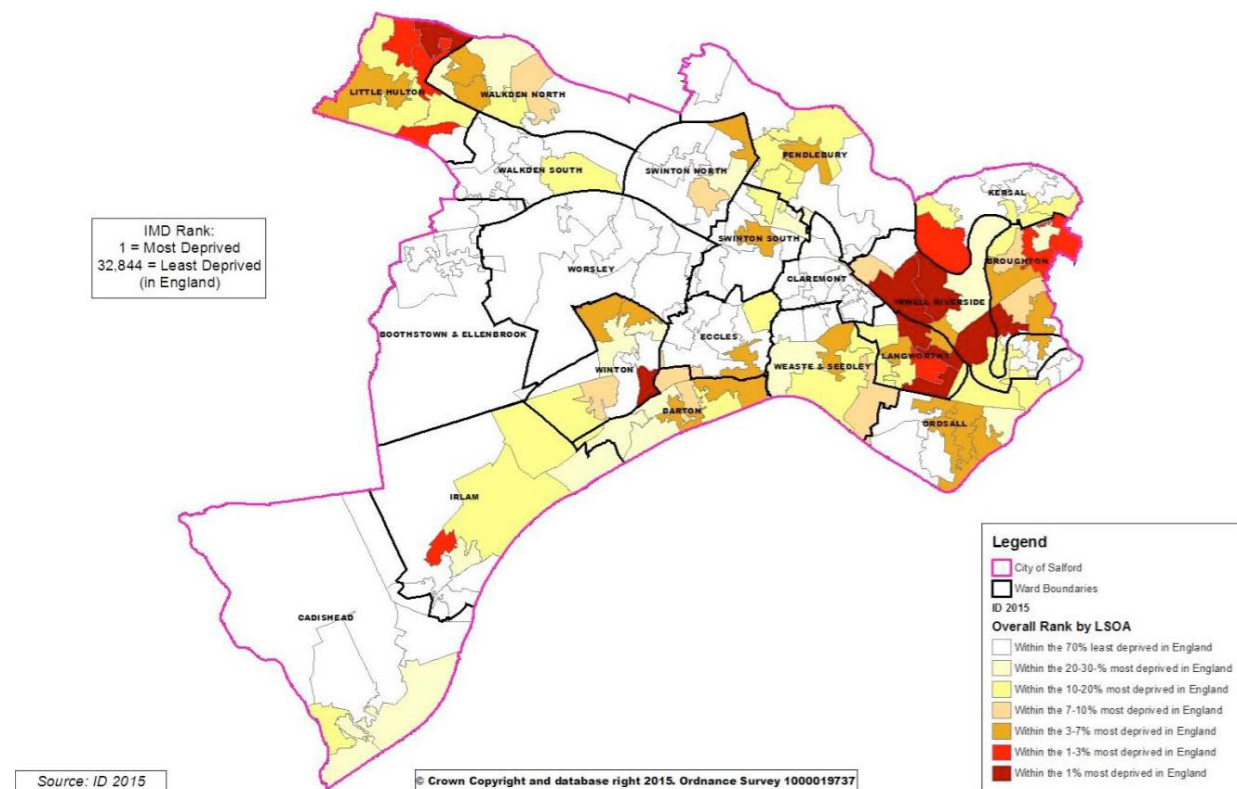 LITTLE HULTON
WALKDEN NORTH
WALKDEN SOUTH
SWINTON NORTH
PENDLEBURY
KERSAL
IMD Rank:
1 = Most Deprived
32,844 = Least Deprived
(in England)
SWINTON SOUTH
BROUGHTON
WORSLEY
CLAREMONT
IRWELL RIVERSIDE
BOOTHSTOWN & ELLENBROOK
ECCLES
LANGWORTHY
WINTON
WEASTE & SEEDLEY
BARTON
ORDSALL
IRLAM
CADISHEAD
Legend
City of Salford
Ward Boundaries
ID 2015
Overall Rank by LSOA
Within the 70% least deprived in England
Within the 20-30-% most deprived in England
Within the 10-20% most deprived in England
Within the 7-10% most deprived in England
Within the 3-7% most deprived in England
Within the 1-3% most deprived in England
Within the 1% most deprived in England
Source: ID 2015
© Crown Copyright and database right 2015. Ordnance Survey 1000019737